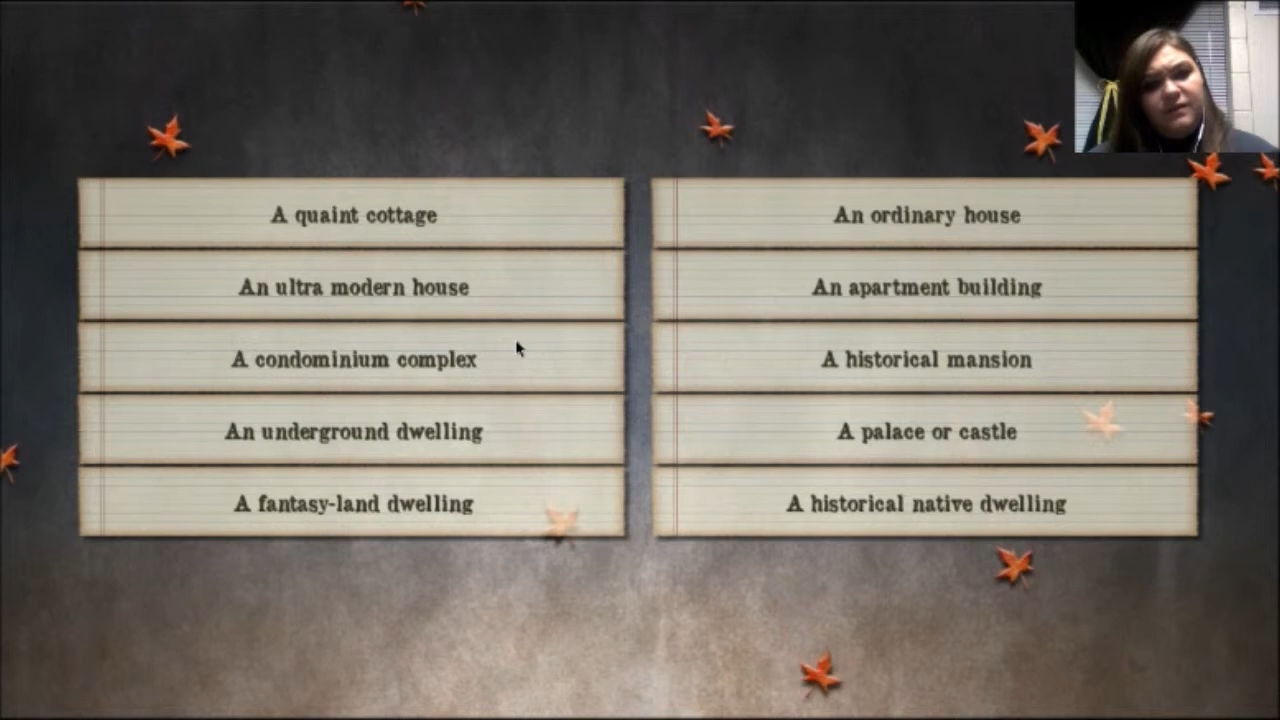 A quaint cottage
An ordinary house
An ultra modern house
An apartment building
A condominium complex
A historical mansion
An underground dwelling
A palace or castle
A fantasy-land dwelling
A historical native dwelling